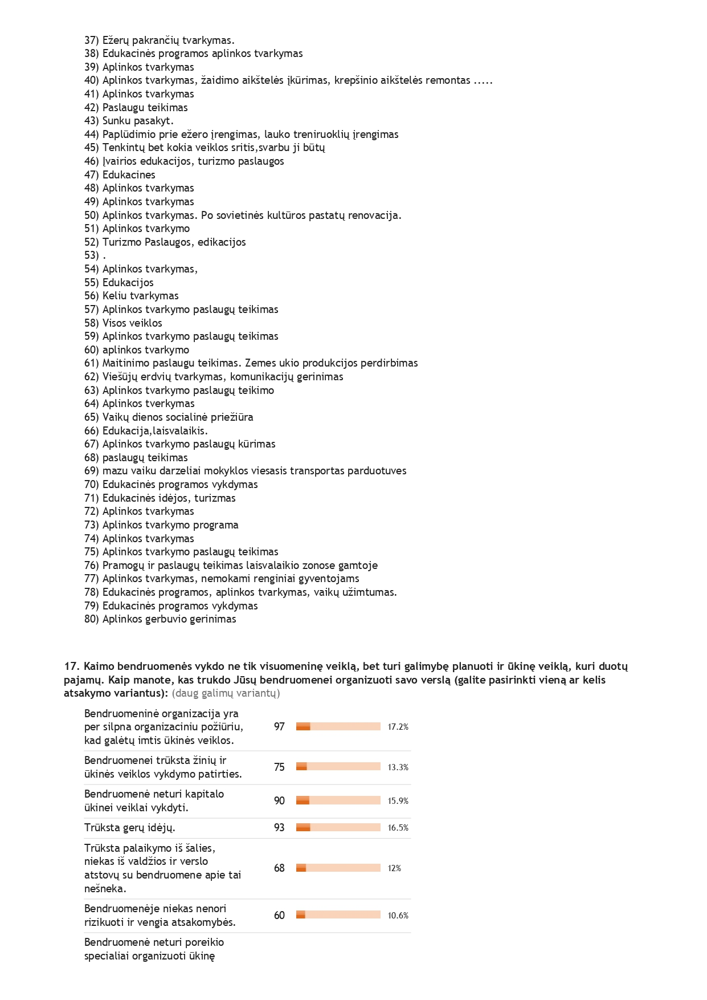 37) Ežerų pakrančių tvarkymas.
38) Edukacinės programos aplinkos tvarkymas
39) Aplinkos tvarkymas
40) Aplinkos tvarkymas, žaidimo aikštelės įkūrimas, krepšinio aikštelės remontas .....
41) Aplinkos tvarkymas
42) Paslaugu teikimas
43) Sunku pasakyt.
44) Paplūdimio prie ežero įrengimas, lauko treniruoklių įrengimas
45) Tenkintų bet kokia veiklos sritis,svarbu ji būtų
46) Įvairios edukacijos, turizmo paslaugos
47) Edukacines
48) Aplinkos tvarkymas
49) Aplinkos tvarkymas
50) Aplinkos tvarkymas. Po sovietinės kultūros pastatų renovacija.
51) Aplinkos tvarkymo
52) Turizmo Paslaugos, edikacijos
53) .
54) Aplinkos tvarkymas,
55) Edukacijos
56) Keliu tvarkymas
57) Aplinkos tvarkymo paslaugų teikimas
58) Visos veiklos
59) Aplinkos tvarkymo paslaugų teikimas
60) aplinkos tvarkymo
61) Maitinimo paslaugu teikimas. Zemes ukio produkcijos perdirbimas
62) Viešūjų erdvių tvarkymas, komunikacijų gerinimas
63) Aplinkos tvarkymo paslaugų teikimo
64) Aplinkos tverkymas
65) Vaikų dienos socialinė priežiūra
66) Edukacija,laisvalaikis.
67) Aplinkos tvarkymo paslaugų kūrimas
68) paslaugų teikimas
69) mazu vaiku darzeliai mokyklos viesasis transportas parduotuves
70) Edukacinės programos vykdymas
71) Edukacinės idėjos, turizmas
72) Aplinkos tvarkymas
73) Aplinkos tvarkymo programa
74) Aplinkos tvarkymas
75) Aplinkos tvarkymo paslaugų teikimas
76) Pramogų ir paslaugų teikimas laisvalaikio zonose gamtoje
77) Aplinkos tvarkymas, nemokami renginiai gyventojams
78) Edukacinės programos, aplinkos tvarkymas, vaikų užimtumas.
79) Edukacinės programos vykdymas
80) Aplinkos gerbuvio gerinimas
17. Kaimo bendruomenės vykdo ne tik visuomeninę veiklą, bet turi galimybę planuoti ir ūkinę veiklą, kuri duotų
pajamų. Kaip manote, kas trukdo Jūsų bendruomenei organizuoti savo verslą (galite pasirinkti vieną ar kelis
atsakymo variantus): (daug galimų variantų)
Bendruomeninė organizacija yra
per silpna organizaciniu požiūriu, 97 17.2%
kad galėtų imtis ūkinės veiklos.
Bendruomenei trūksta žinių ir
ūkinės veiklos vykdymo patirties. 75 13.3%
Bendruomenė neturi kapitalo
ūkinei veiklai vykdyti. 90 15.9%
Trūksta gerų idėjų. 93 16.5%
Trūksta palaikymo iš šalies,
niekas iš valdžios ir verslo 68 12%
atstovų su bendruomene apie tai
nešneka.
Bendruomenėje niekas nenori
rizikuoti ir vengia atsakomybės. 60 10.6%
Bendruomenė neturi poreikio
specialiai organizuoti ūkinę